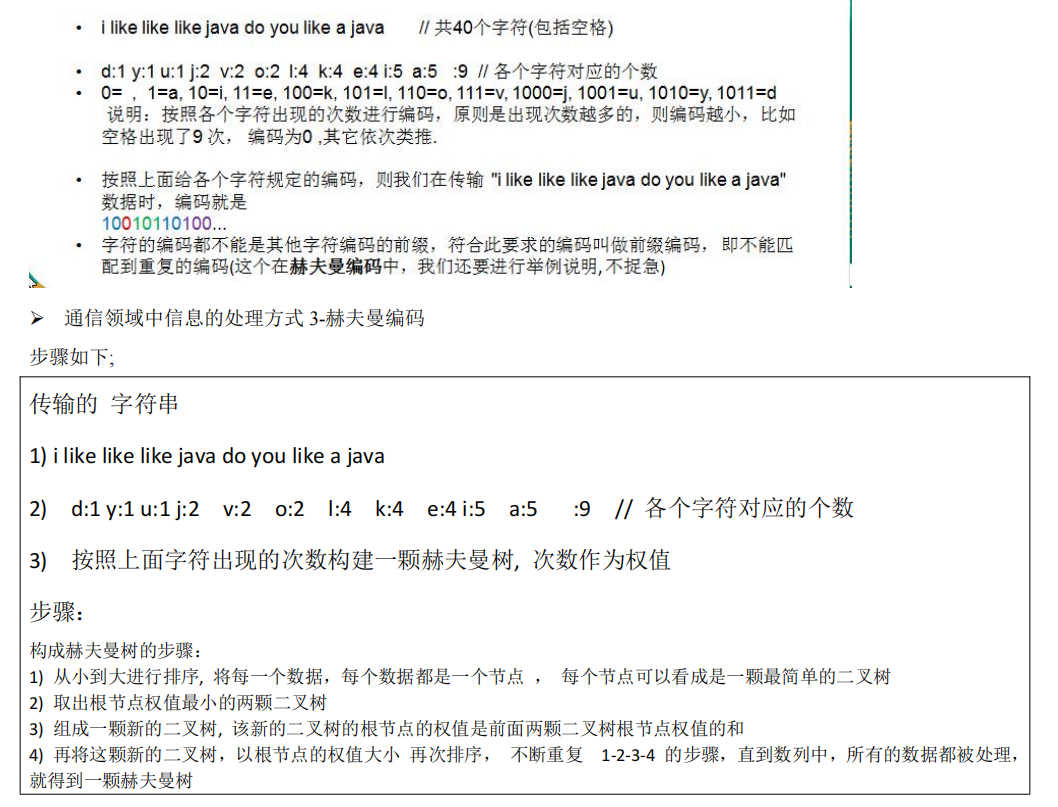 • i like like like java do you like a java // 共40个字符(包括空格)
• d:1 y:1 u:1 j:2 v:2 o:2 l:4 k:4 e:4 i:5 a:5 :9 // 各个字符对应的个数
• 0= , 1=a, 10=i, 11=e, 100=k, 101=l, 110=o, 111=v, 1000=j, 1001=u, 1010=y, 1011=d
说明：按照各个字符出现的次数进行编码，原则是出现次数越多的，则编码越小，比如
空格出现了9 次， 编码为0 ,其它依次类推.
• 按照上面给各个字符规定的编码，则我们在传输 "i like like like java do you like a java"
数据时，编码就是
10010110100...
• 字符的编码都不能是其他字符编码的前缀，符合此要求的编码叫做前缀编码， 即不能匹
配到重复的编码(这个在赫夫曼编码中，我们还要进行举例说明, 不捉急)
➢ 通信领域中信息的处理方式 3-赫夫曼编码
步骤如下;
传输的 字符串
1) i like like like java do you like a java
2) d:1 y:1 u:1 j:2 v:2 o:2 l:4 k:4 e:4 i:5 a:5 :9 // 各个字符对应的个数
3) 按照上面字符出现的次数构建一颗赫夫曼树, 次数作为权值
步骤：
构成赫夫曼树的步骤：
1) 从小到大进行排序, 将每一个数据，每个数据都是一个节点 ， 每个节点可以看成是一颗最简单的二叉树
2) 取出根节点权值最小的两颗二叉树
3) 组成一颗新的二叉树, 该新的二叉树的根节点的权值是前面两颗二叉树根节点权值的和
4) 再将这颗新的二叉树，以根节点的权值大小 再次排序， 不断重复 1-2-3-4 的步骤，直到数列中，所有的数据都被处理，
就得到一颗赫夫曼树